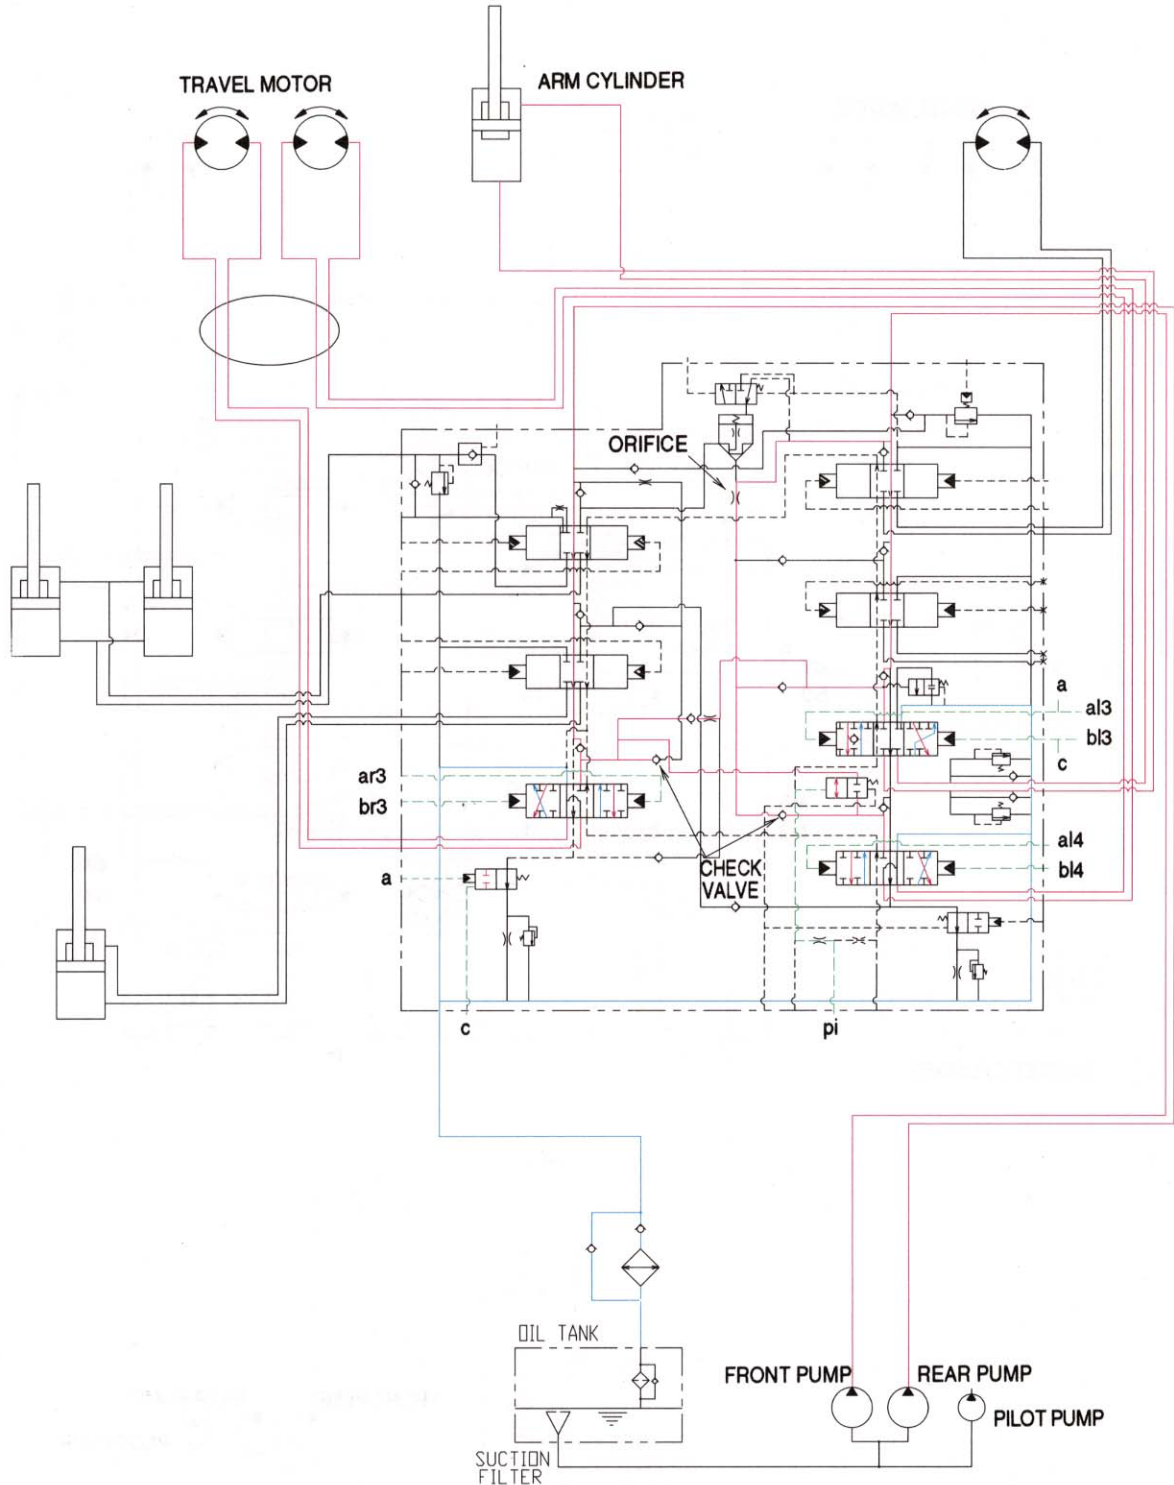 TRAVEL MOTOR
ARM CYLINDER
ORIFICE
a
al3
bl3
c
ar3
br3
al4
bl4
a
CHECK
VALVE
c
pi
OIL TANK
FRONT PUMP
REAR PUMP
PILOT PUMP
SUCTION
FILTER